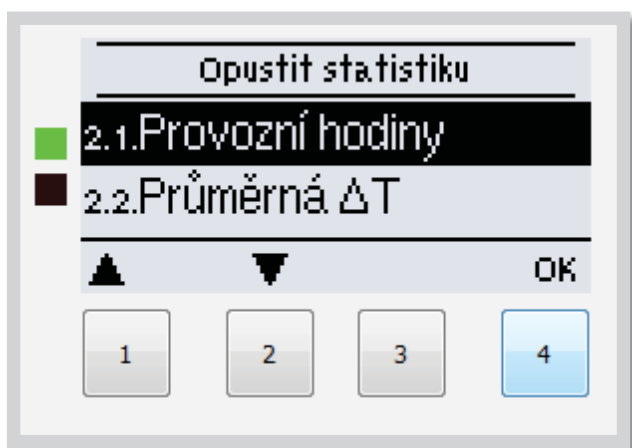 Opustit statistiku
2.1.Provozní hodiny
2.2.Průměrná ΔT
▲ ▼ OK
1 2 3 4